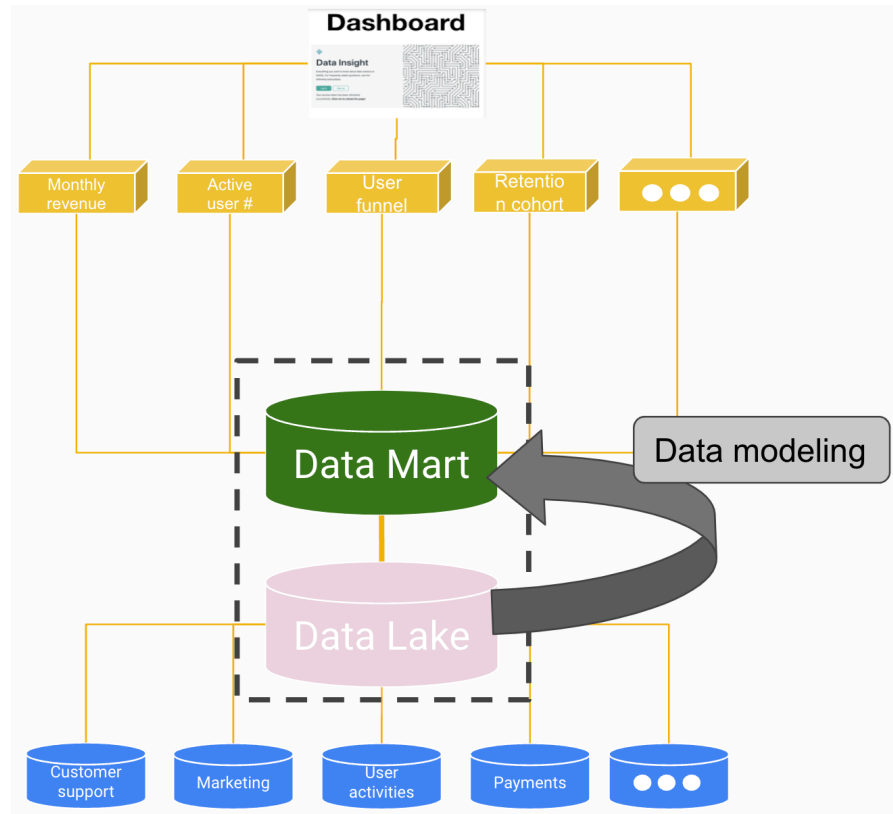 Dashboard
Data Insight
Monthly
revenue
Active
user #
User
funnel
Retentio
n cohort
Data Mart
Data modeling
Data Lake
Customer
support
Marketing
User
activities
Payments